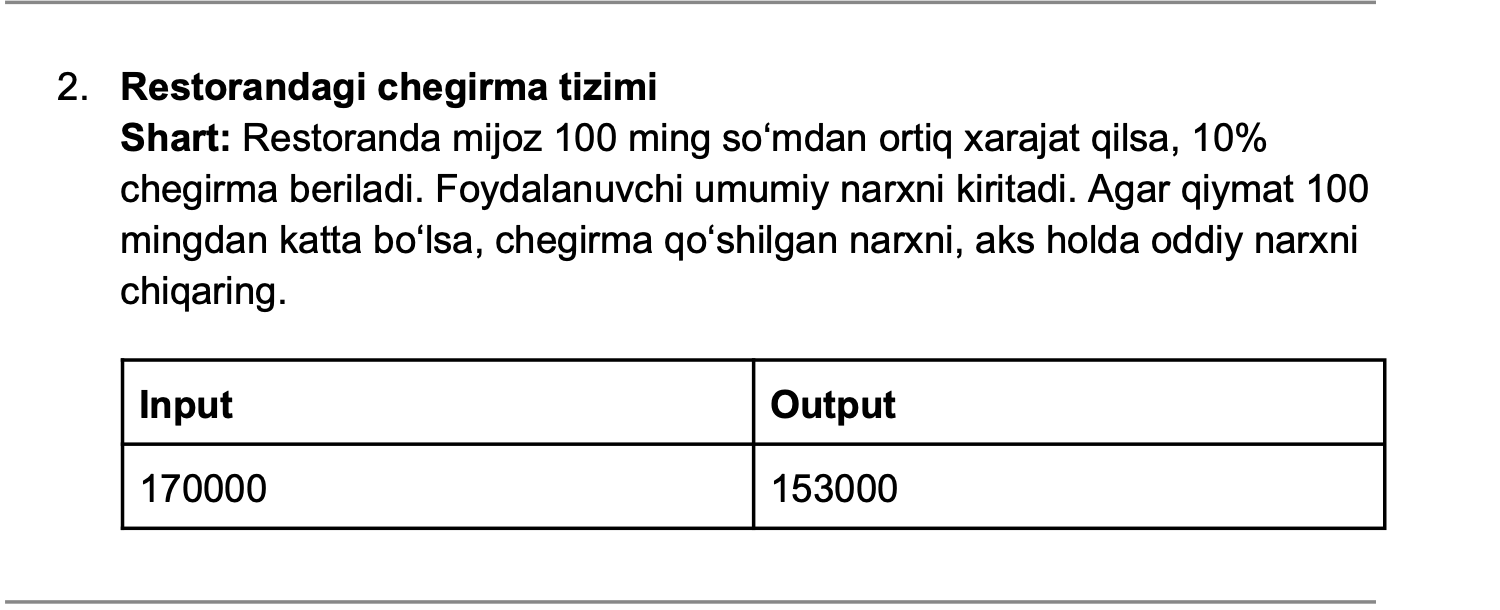 2. Restorandagi chegirma tizimi
Shart: Restoranda mijoz 100 ming so‘mdan ortiq xarajat qilsa, 10%
chegirma beriladi. Foydalanuvchi umumiy narxni kiritadi. Agar qiymat 100
mingdan katta bo‘lsa, chegirma qo‘shilgan narxni, aks holda oddiy narxni
chiqaring.
Input Output
170000 153000